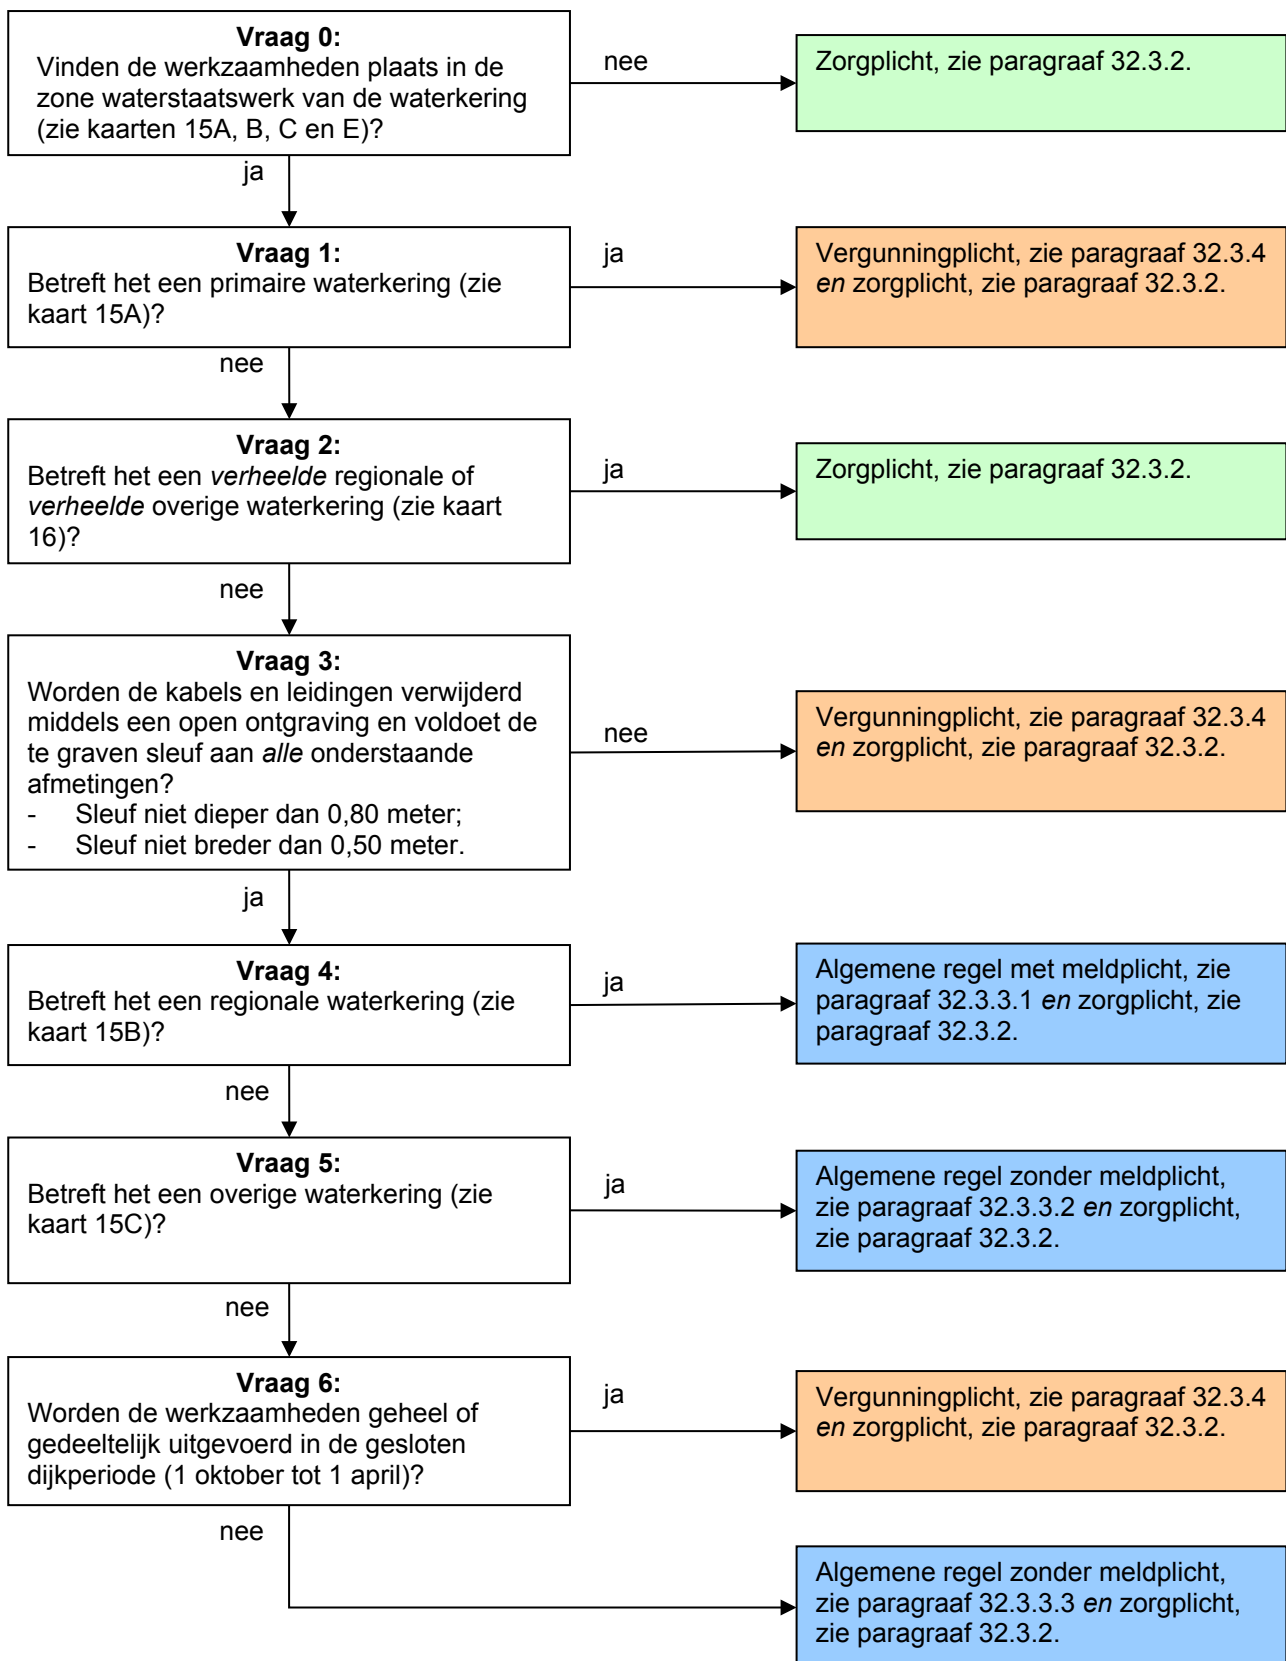 Vraag 0:
Vinden de werkzaamheden plaats in de
zone waterstaatswerk van de waterkering
(zie kaarten 15A, B, C en E)?
nee
Zorgplicht, zie paragraaf 32.3.2.
ja
Vraag 1:
Betreft het een primaire waterkering (zie
kaart 15A)?
ja
Vergunningplicht, zie paragraaf 32.3.4
en zorgplicht, zie paragraaf 32.3.2.
nee
Vraag 2:
Betreft het een verheelde regionale of
verheelde overige waterkering (zie kaart
16)?
ja
Zorgplicht, zie paragraaf 32.3.2.
nee
Vraag 3:
Worden de kabels en leidingen verwijderd
middels een open ontgraving en voldoet de
te graven sleuf aan alle onderstaande
afmetingen?
- Sleuf niet dieper dan 0,80 meter;
- Sleuf niet breder dan 0,50 meter.
nee
Vergunningplicht, zie paragraaf 32.3.4
en zorgplicht, zie paragraaf 32.3.2.
ja
Vraag 4:
Betreft het een regionale waterkering (zie
kaart 15B)?
ja
Algemene regel met meldplicht, zie
paragraaf 32.3.3.1 en zorgplicht, zie
paragraaf 32.3.2.
nee
Vraag 5:
Betreft het een overige waterkering (zie
kaart 15C)?
ja
Algemene regel zonder meldplicht,
zie paragraaf 32.3.3.2 en zorgplicht,
zie paragraaf 32.3.2.
nee
Vraag 6:
Worden de werkzaamheden geheel of
gedeeltelijk uitgevoerd in de gesloten
dijkperiode (1 oktober tot 1 april)?
ja
Vergunningplicht, zie paragraaf 32.3.4
en zorgplicht, zie paragraaf 32.3.2.
nee
Algemene regel zonder meldplicht,
zie paragraaf 32.3.3.3 en zorgplicht,
zie paragraaf 32.3.2.